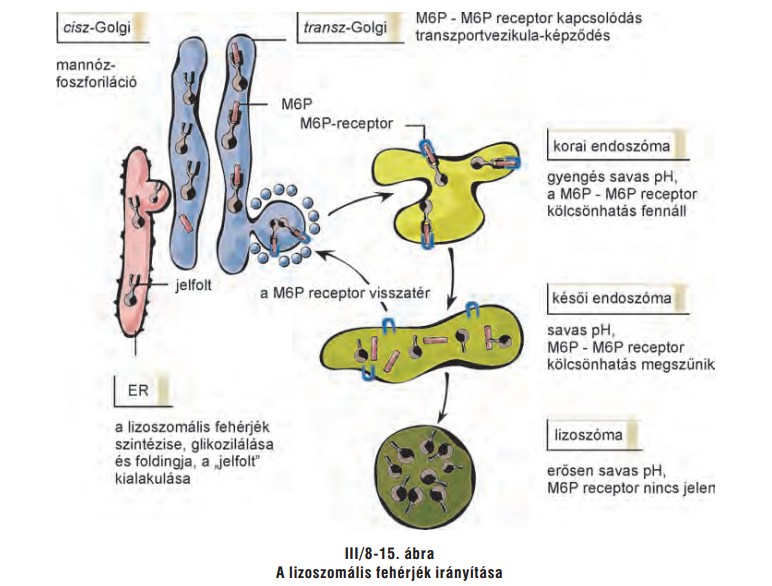 cisz-Golgi
mannóz-
foszforiláció
transz-Golgi
M6P - M6P receptor kapcsolódás
transzportvezikula-képződés
M6P
M6P-receptor
korai endoszóma
gyengés savas pH,
a M6P - M6P receptor
kölcsönhatás fennáll
jelfolt
a M6P receptor visszatér
késői endoszóma
savas pH,
M6P - M6P receptor
kölcsönhatás megszűnik
ER
a lizoszomális fehérjék
szintézise, glikozilálása
és foldingja, a „jelfolt”
kialakulása
lizoszóma
erősen savas pH,
M6P receptor nincs jelen
III/8-15. ábra
A lizoszomális fehérjék irányítása